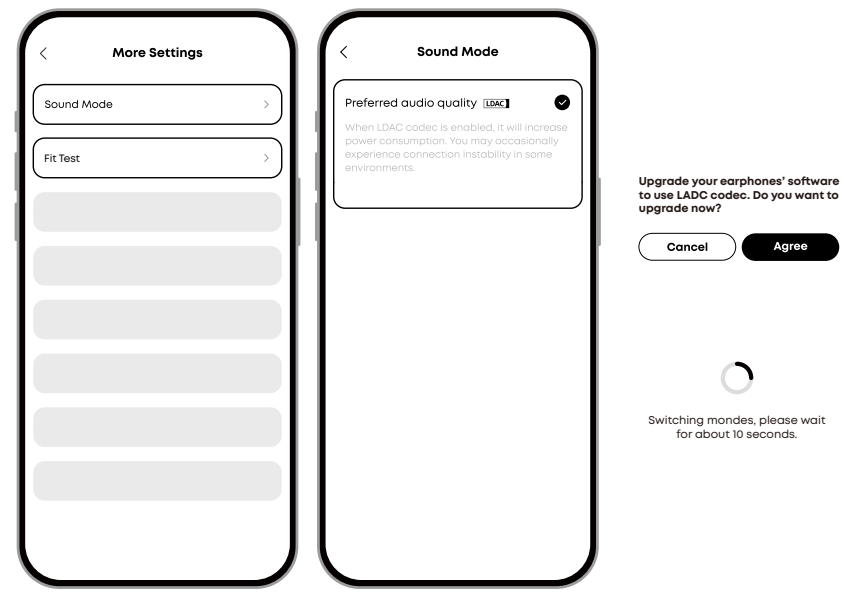 More Settings
Sound Mode
Fit Test
Sound Mode
Preferred audio quality LDAC
When LDAC codec is enabled, it will increase
power consumption. You may occasionally
experience connection instability in some
environments.
Upgrade your earphones’ software
to use LADC codec. Do you want to
upgrade now?
Cancel Agree
Switching mondes, please wait
for about 10 seconds.